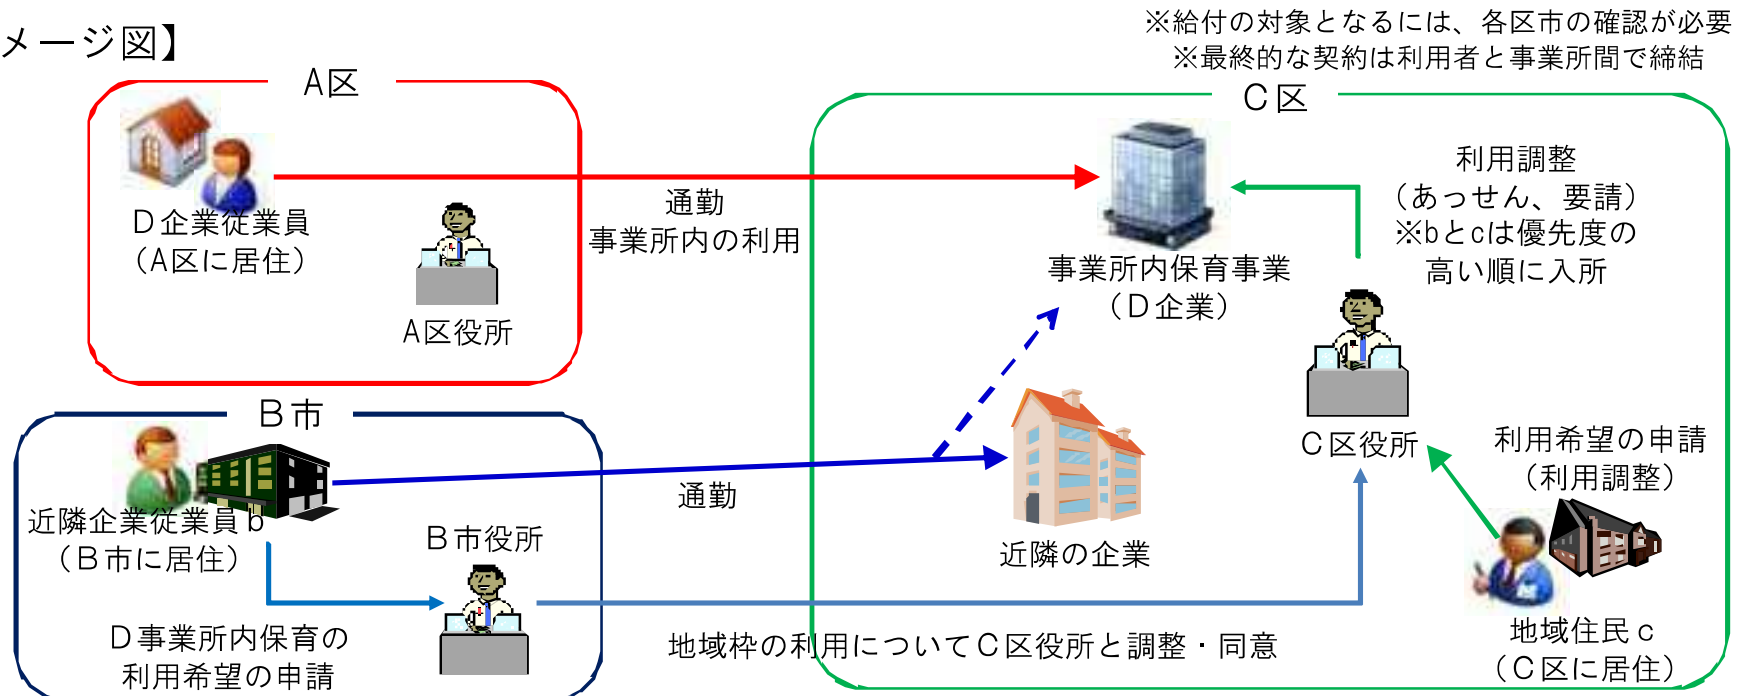 メージ図】
※給付の対象となるには、各区市の確認が必要
※最終的な契約は利用者と事業所間で締結
A区
D企業従業員
（A区に居住）
A区役所
通勤
事業所内の利用
C区
事業所内保育事業
（D企業）
利用調整
（あっせん、要請）
※bとcは優先度の
高い順に入所
C区役所
利用希望の申請
（利用調整）
地域住民c
（C区に居住）
B市
近隣企業従業員b
（B市に居住）
B市役所
D事業所内保育の
利用希望の申請
通勤
近隣の企業
地域枠の利用についてC区役所と調整・同意